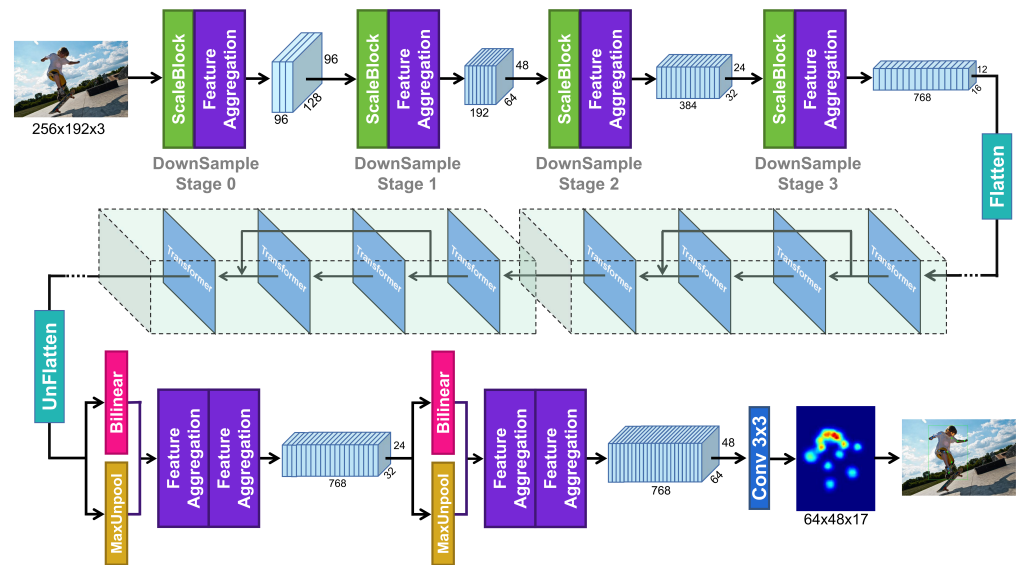 256x192x3
ScaleBlock
Feature
Aggregation
DownSample
Stage 0
96
128
96
ScaleBlock
Feature
Aggregation
DownSample
Stage 1
48
64
192
ScaleBlock
Feature
Aggregation
DownSample
Stage 2
24
32
384
ScaleBlock
Feature
Aggregation
DownSample
Stage 3
12
16
768
Flatten
Transformer
Transformer
Transformer
Transformer
Transformer
Transformer
Transformer
Transformer
UnFlatten
Bilinear
MaxUnpool
Feature
Aggregation
Feature
Aggregation
24
32
768
Bilinear
MaxUnpool
Feature
Aggregation
Feature
Aggregation
48
64
768
Conv 3x3
64x48x17